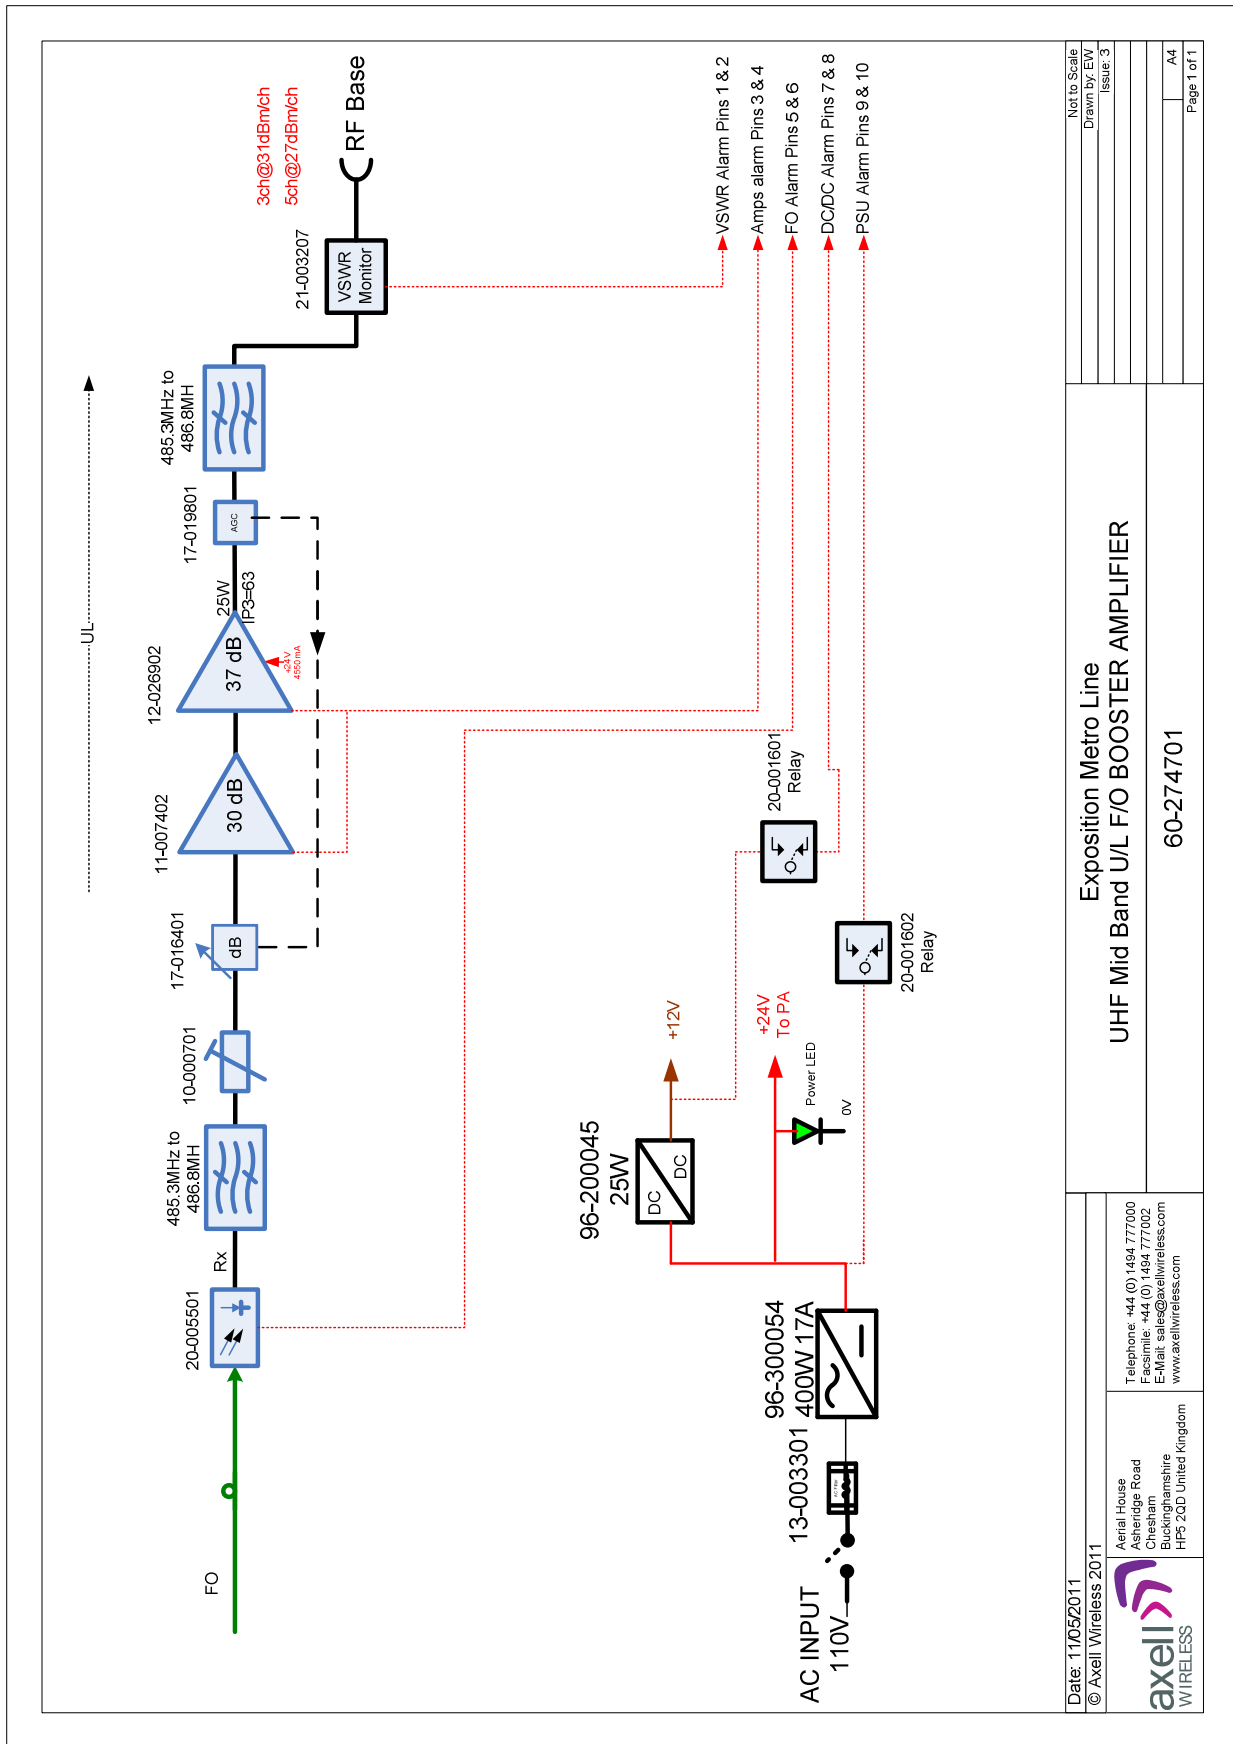 UL
3ch@31dBm/ch
5ch@27dBm/ch
RF Base
FO
20-005501
Rx
485.3MHz to
486.8MH
10-000701
17-016401
dB
11-007402
30 dB
12-026902
37 dB
25W
IP3=63
+24V
4550mA
17-019801
AGC
485.3MHz to
486.8MH
21-003207
VSWR
Monitor
VSWR Alarm Pins 1 & 2
Amps alarm Pins 3 & 4
FO Alarm Pins 5 & 6
DC/DC Alarm Pins 7 & 8
PSU Alarm Pins 9 & 10
96-200045
25W
DC
DC
+12V
20-001601
Relay
+24V
To PA
Power LED
0V
20-001602
Relay
AC INPUT
110V
13-003301
96-300054
400W 17A
Date: 11/05/2011
© Axell Wireless 2011
axell
WIRELESS
Aerial House
Asheridge Road
Chesham
Buckinghamshire
HP5 2QD United Kingdom
Telephone: +44 (0) 1494 777000
Facsimile: +44 (0) 1494 777002
E-Mail: sales@axellwireless.com
www.axellwireless.com
Exposition Metro Line
UHF Mid Band U/L F/O BOOSTER AMPLIFIER
60-274701
Not to Scale
Drawn by: EW
Issue: 3
A4
Page 1 of 1